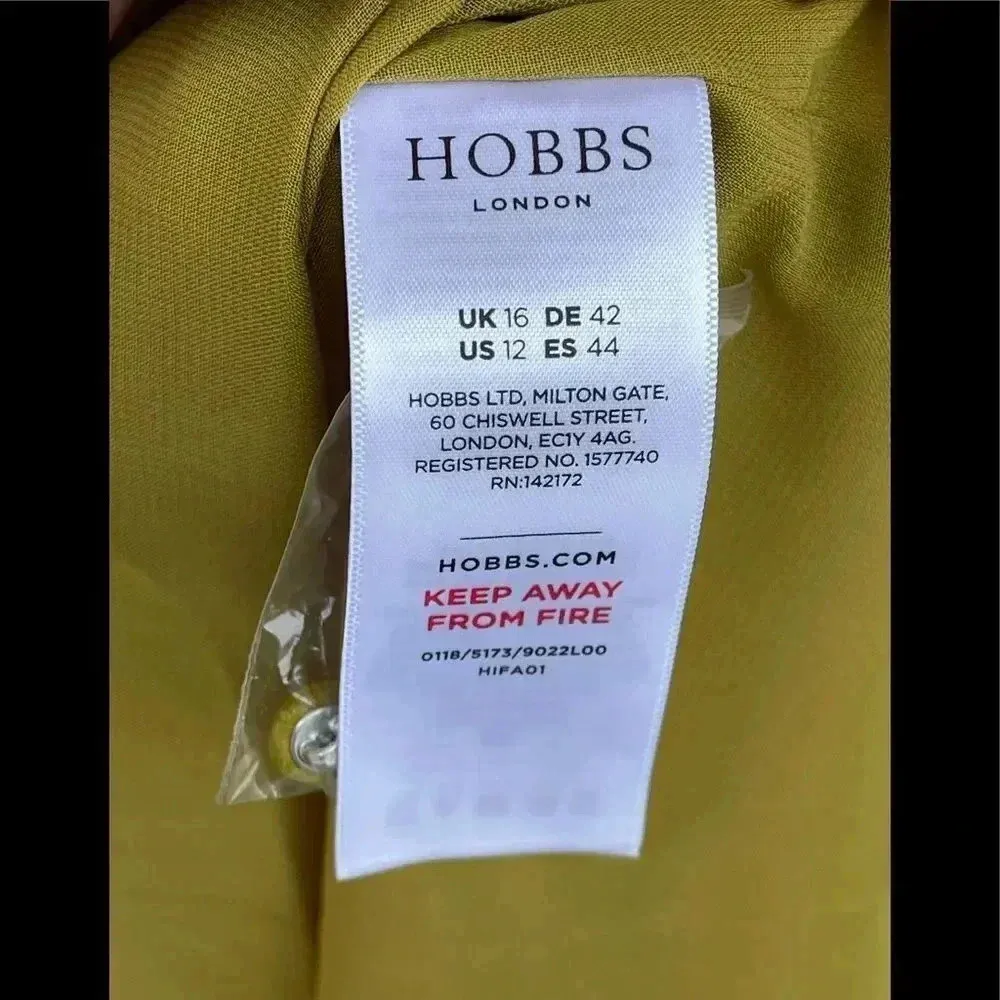 HOBBS
LONDON
UK 16 DE 42
US 12 ES 44
HOBBS LTD, MILTON GATE,
60 CHISWELL STREET,
LONDON, EC1Y 4AG.
REGISTERED NO. 1577740
RN:142172
HOBBS.COM
KEEP AWAY
FROM FIRE
0118/5173/9022L00
HIFA01